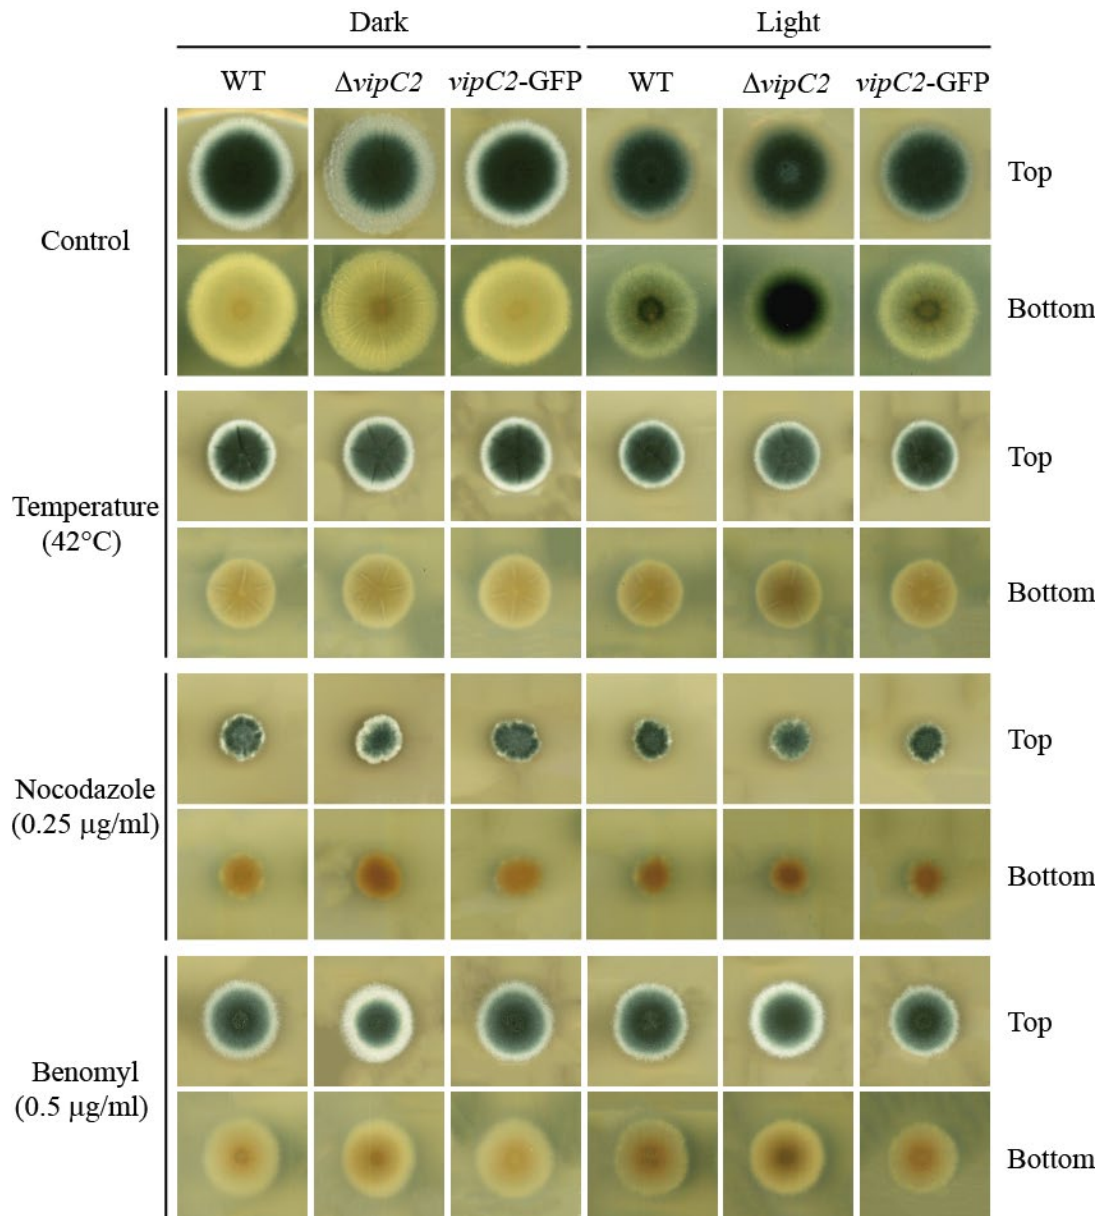 Dark Light
WT ΔvipC2 vipC2-GFP WT ΔvipC2 vipC2-GFP
Control
Top
Bottom
Temperature
(42°C)
Top
Bottom
Nocodazole
(0.25 μg/ml)
Top
Bottom
Benomyl
(0.5 μg/ml)
Top
Bottom